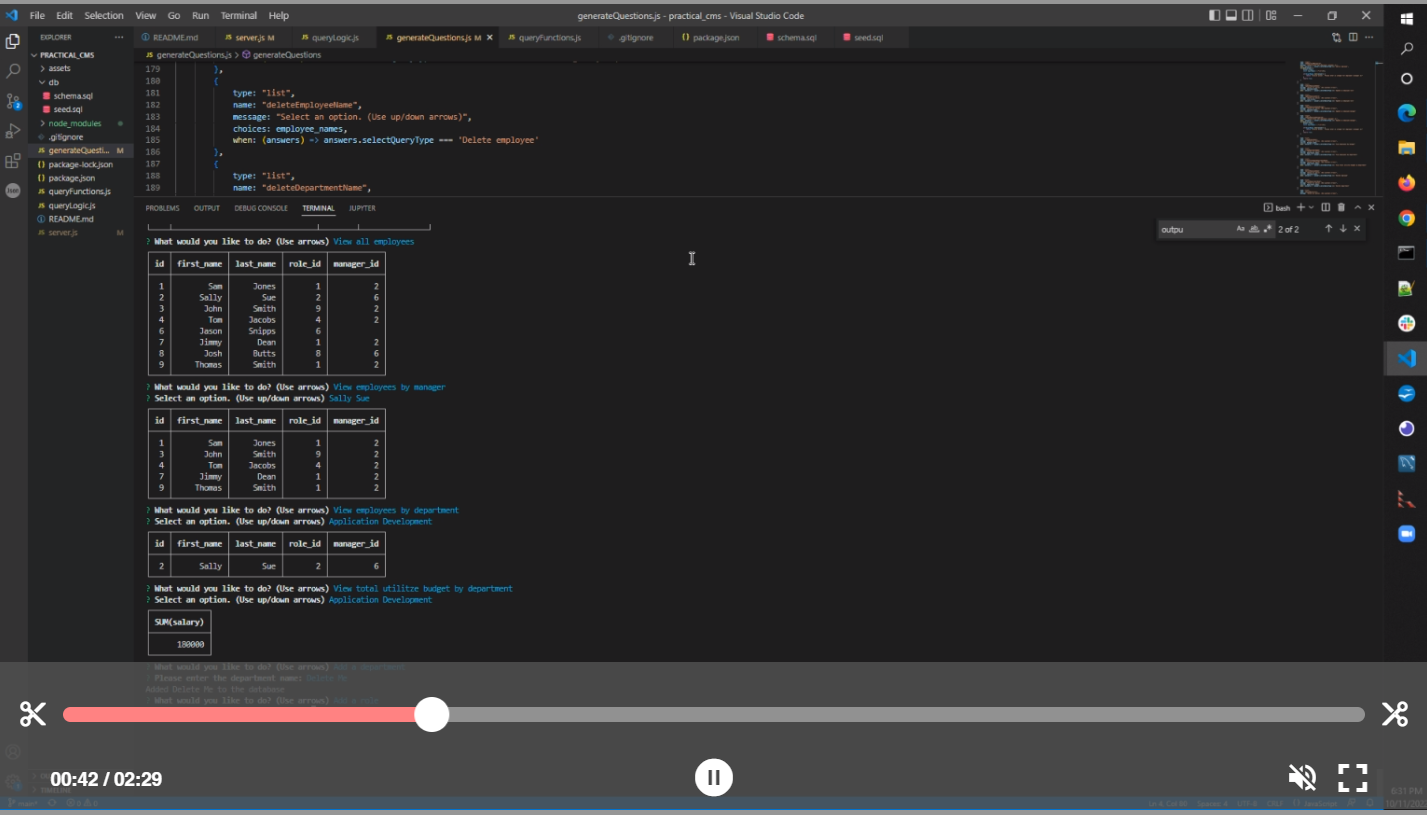 File Edit Selection View Go Run Terminal Help generateQuestions.js - practical_cms - Visual Studio Code
EXPLORER
README.md server.js M queryLogic.js generateQuestions.js M queryFunctions.js .gitignore package.json schema.sql seed.sql
PRACTICAL_CMS
assets
db
schema.sql
seed.sql
node_modules
.gitignore
generateQuesti... M
package-lock.json
package.json
queryFunctions.js
queryLogic.js
README.md
server.js M
generateQuestions.js > generateQuestions
179 },
180 {
181 type: "list",
182 name: "deleteEmployeeName",
183 message: "Select an option. (Use up/down arrows)",
184 choices: employee_names,
185 when: (answers) => answers.selectQueryType === 'Delete employee'
186 },
187 {
188 type: "list",
189 name: "deleteDepartmentName",
PROBLEMS OUTPUT DEBUG CONSOLE TERMINAL JUPYTER
bash
outpu 2 of 2
? What would you like to do? (Use arrows) View all employees
id first_name last_name role_id manager_id
1 Sam Jones 1 2
2 Sally Sue 2 6
3 John Smith 9 2
4 Tom Jacobs 4 2
6 Jason Snipps 6
7 Jimmy Dean 1 2
8 Josh Butts 8 6
9 Thomas Smith 1 2
? What would you like to do? (Use arrows) View employees by manager
? Select an option. (Use up/down arrows) Sally Sue
id first_name last_name role_id manager_id
1 Sam Jones 1 2
3 John Smith 9 2
4 Tom Jacobs 4 2
7 Jimmy Dean 1 2
9 Thomas Smith 1 2
? What would you like to do? (Use arrows) View employees by department
? Select an option. (Use up/down arrows) Application Development
id first_name last_name role_id manager_id
2 Sally Sue 2 6
? What would you like to do? (Use arrows) View total utilitze budget by department
? Select an option. (Use up/down arrows) Application Development
SUM(salary)
180000
? What would you like to do? (Use arrows) Add a department
? Please enter the department name: Delete Me
Added Delete Me to the database
? What would you like to do? (Use arrows) Add a role
00:42 / 02:29
6:31 PM